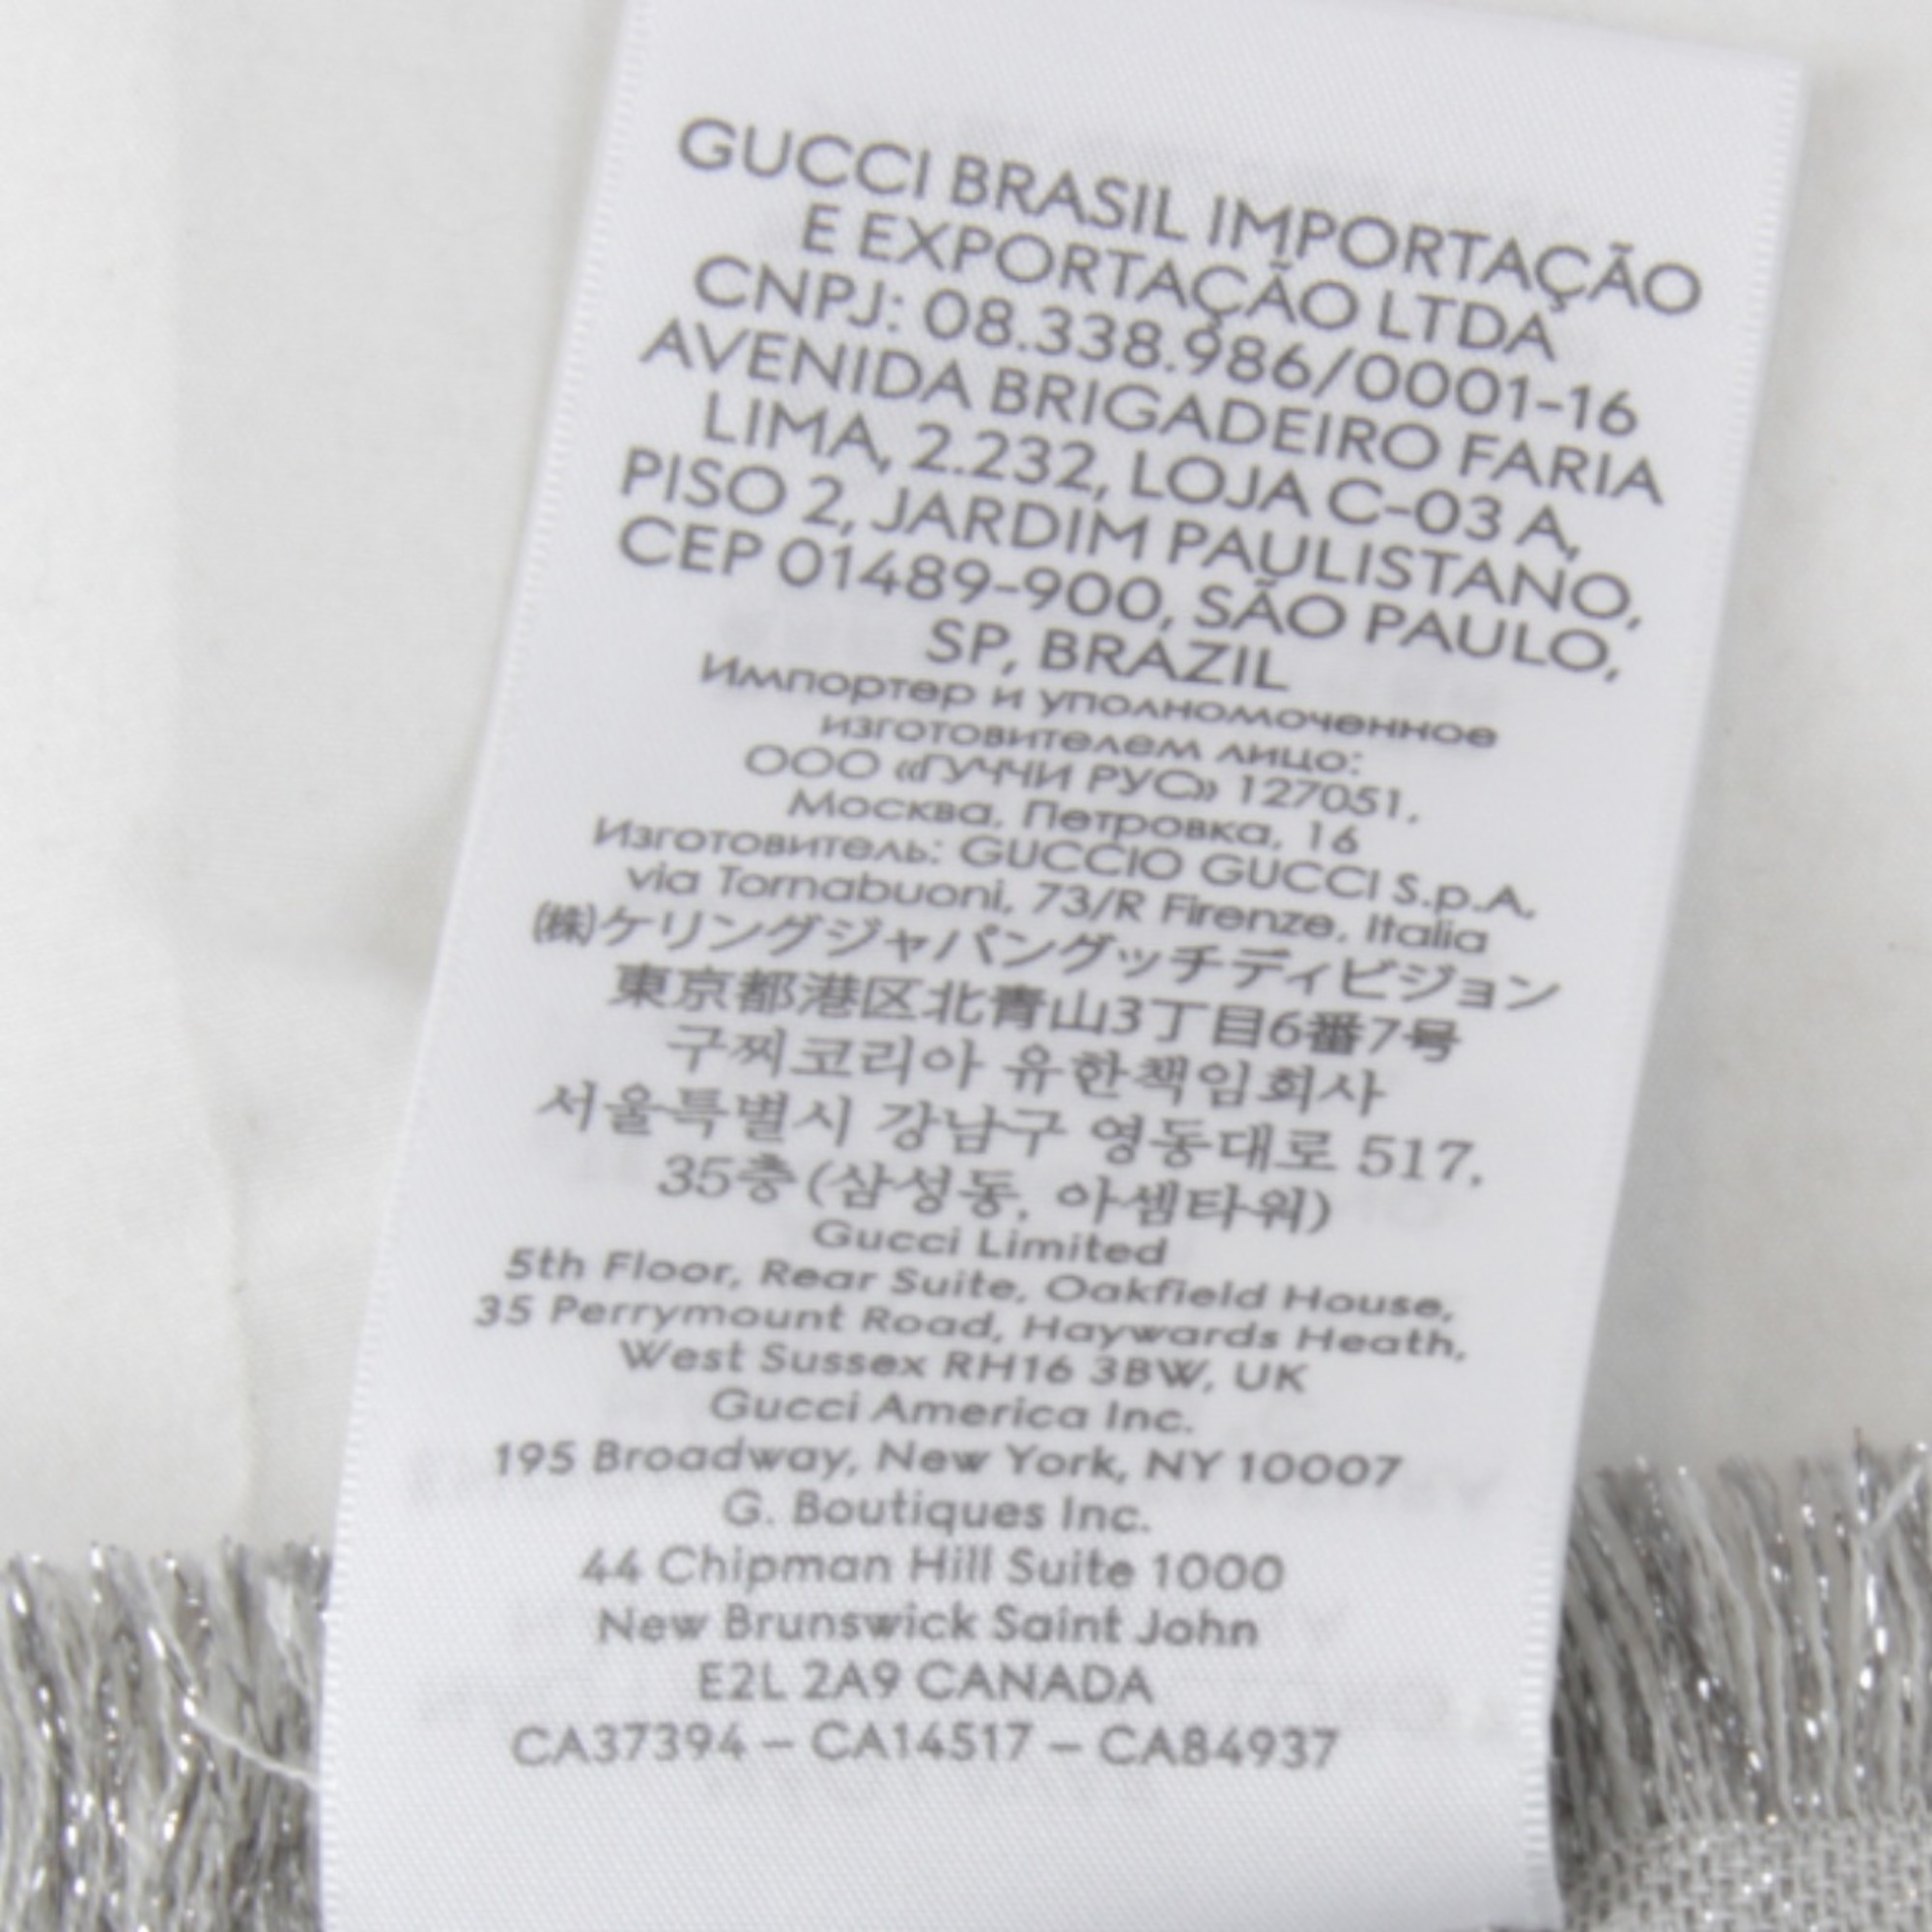 GUCCI BRASIL IMPORTAÇÃO
E EXPORTAÇÃO LTDA
CNPJ: 08.338.986/0001-16
AVENIDA BRIGADEIRO FARIA
LIMA, 2.232, LOJA C-03 A,
PISO 2, JARDIM PAULISTANO,
CEP 01489-900, SÃO PAULO,
SP, BRAZIL
Импортер и уполномоченное
изготовителем лицо:
ООО «ГУЧЧИ РУС» 127051,
Москва, Петровка, 16
Изготовитель: GUCCIO GUCCI S.p.A.
via Tornabuoni, 73/R Firenze, Italia
(株)ケリングジャパングッチディビジョン
東京都港区北青山3丁目6番7号
구찌코리아 유한책임회사
서울특별시 강남구 영동대로 517,
35층 (삼성동, 아셈타워)
Gucci Limited
5th Floor, Rear Suite, Oakfield House,
35 Perrymount Road, Haywards Heath,
West Sussex RH16 3BW, UK
Gucci America Inc.
195 Broadway, New York, NY 10007
G. Boutiques Inc.
44 Chipman Hill Suite 1000
New Brunswick Saint John
E2L 2A9 CANADA
CA37394 – CA14517 – CA84937